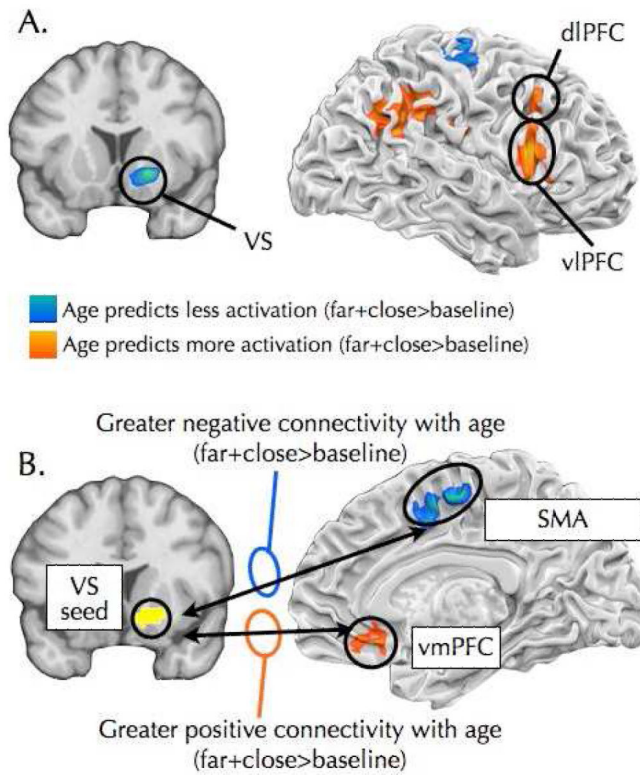 A.
dlPFC
VS
vlPFC
Age predicts less activation (far+close>baseline)
Age predicts more activation (far+close>baseline)
Greater negative connectivity with age
(far+close>baseline)
B.
SMA
VS
seed
vmPFC
Greater positive connectivity with age
(far+close>baseline)